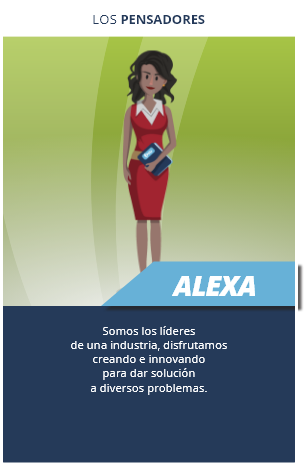 LOS PENSADORES
ALEXA
Somos los líderes
de una industria, disfrutamos
creando e innovando
para dar solución
a diversos problemas.